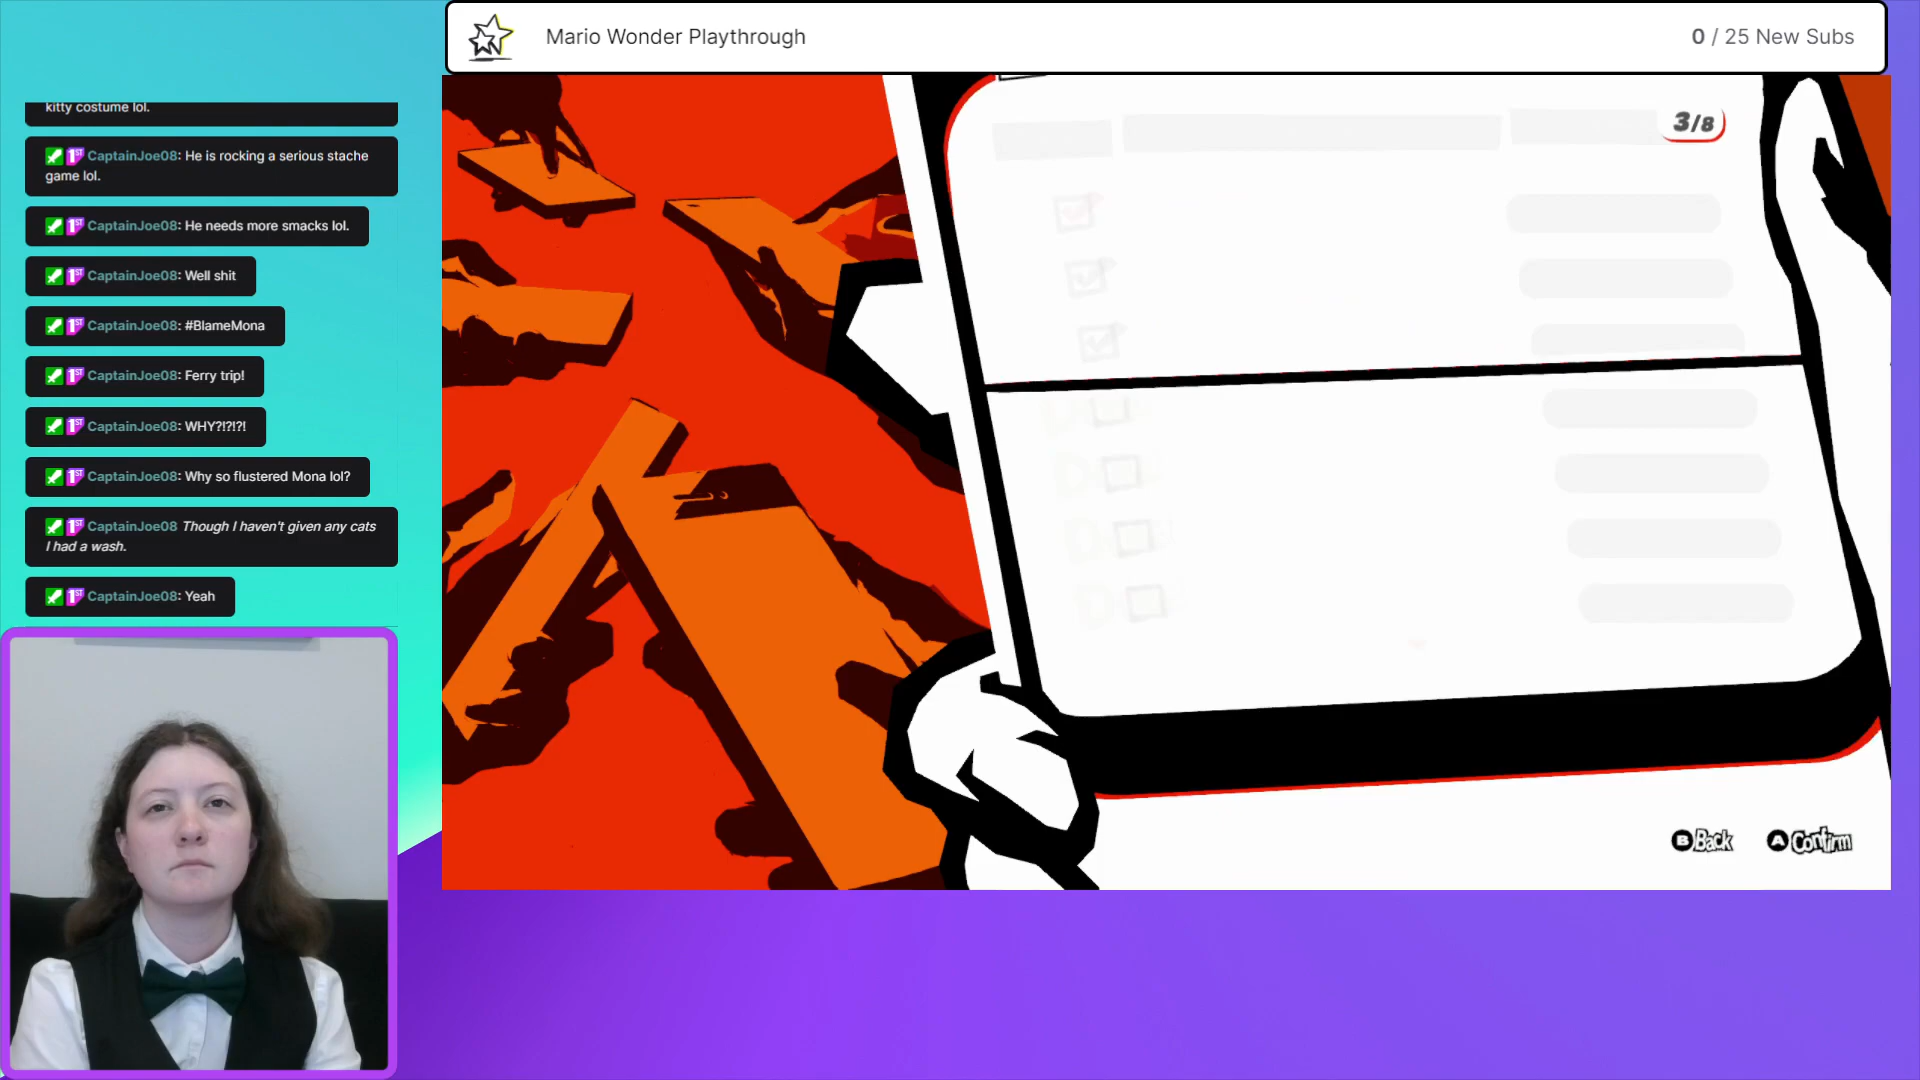 Mario Wonder Playthrough
0 / 25 New Subs
kitty costume lol.
CaptainJoe08: He is rocking a serious stache
game lol.
CaptainJoe08: He needs more smacks lol.
CaptainJoe08: Well shit
CaptainJoe08: #BlameMona
CaptainJoe08: Ferry trip!
CaptainJoe08: WHY?!?!?!
CaptainJoe08: Why so flustered Mona lol?
CaptainJoe08 Though I haven't given any cats
I had a wash.
CaptainJoe08: Yeah
3/8
B Back
A Confirm